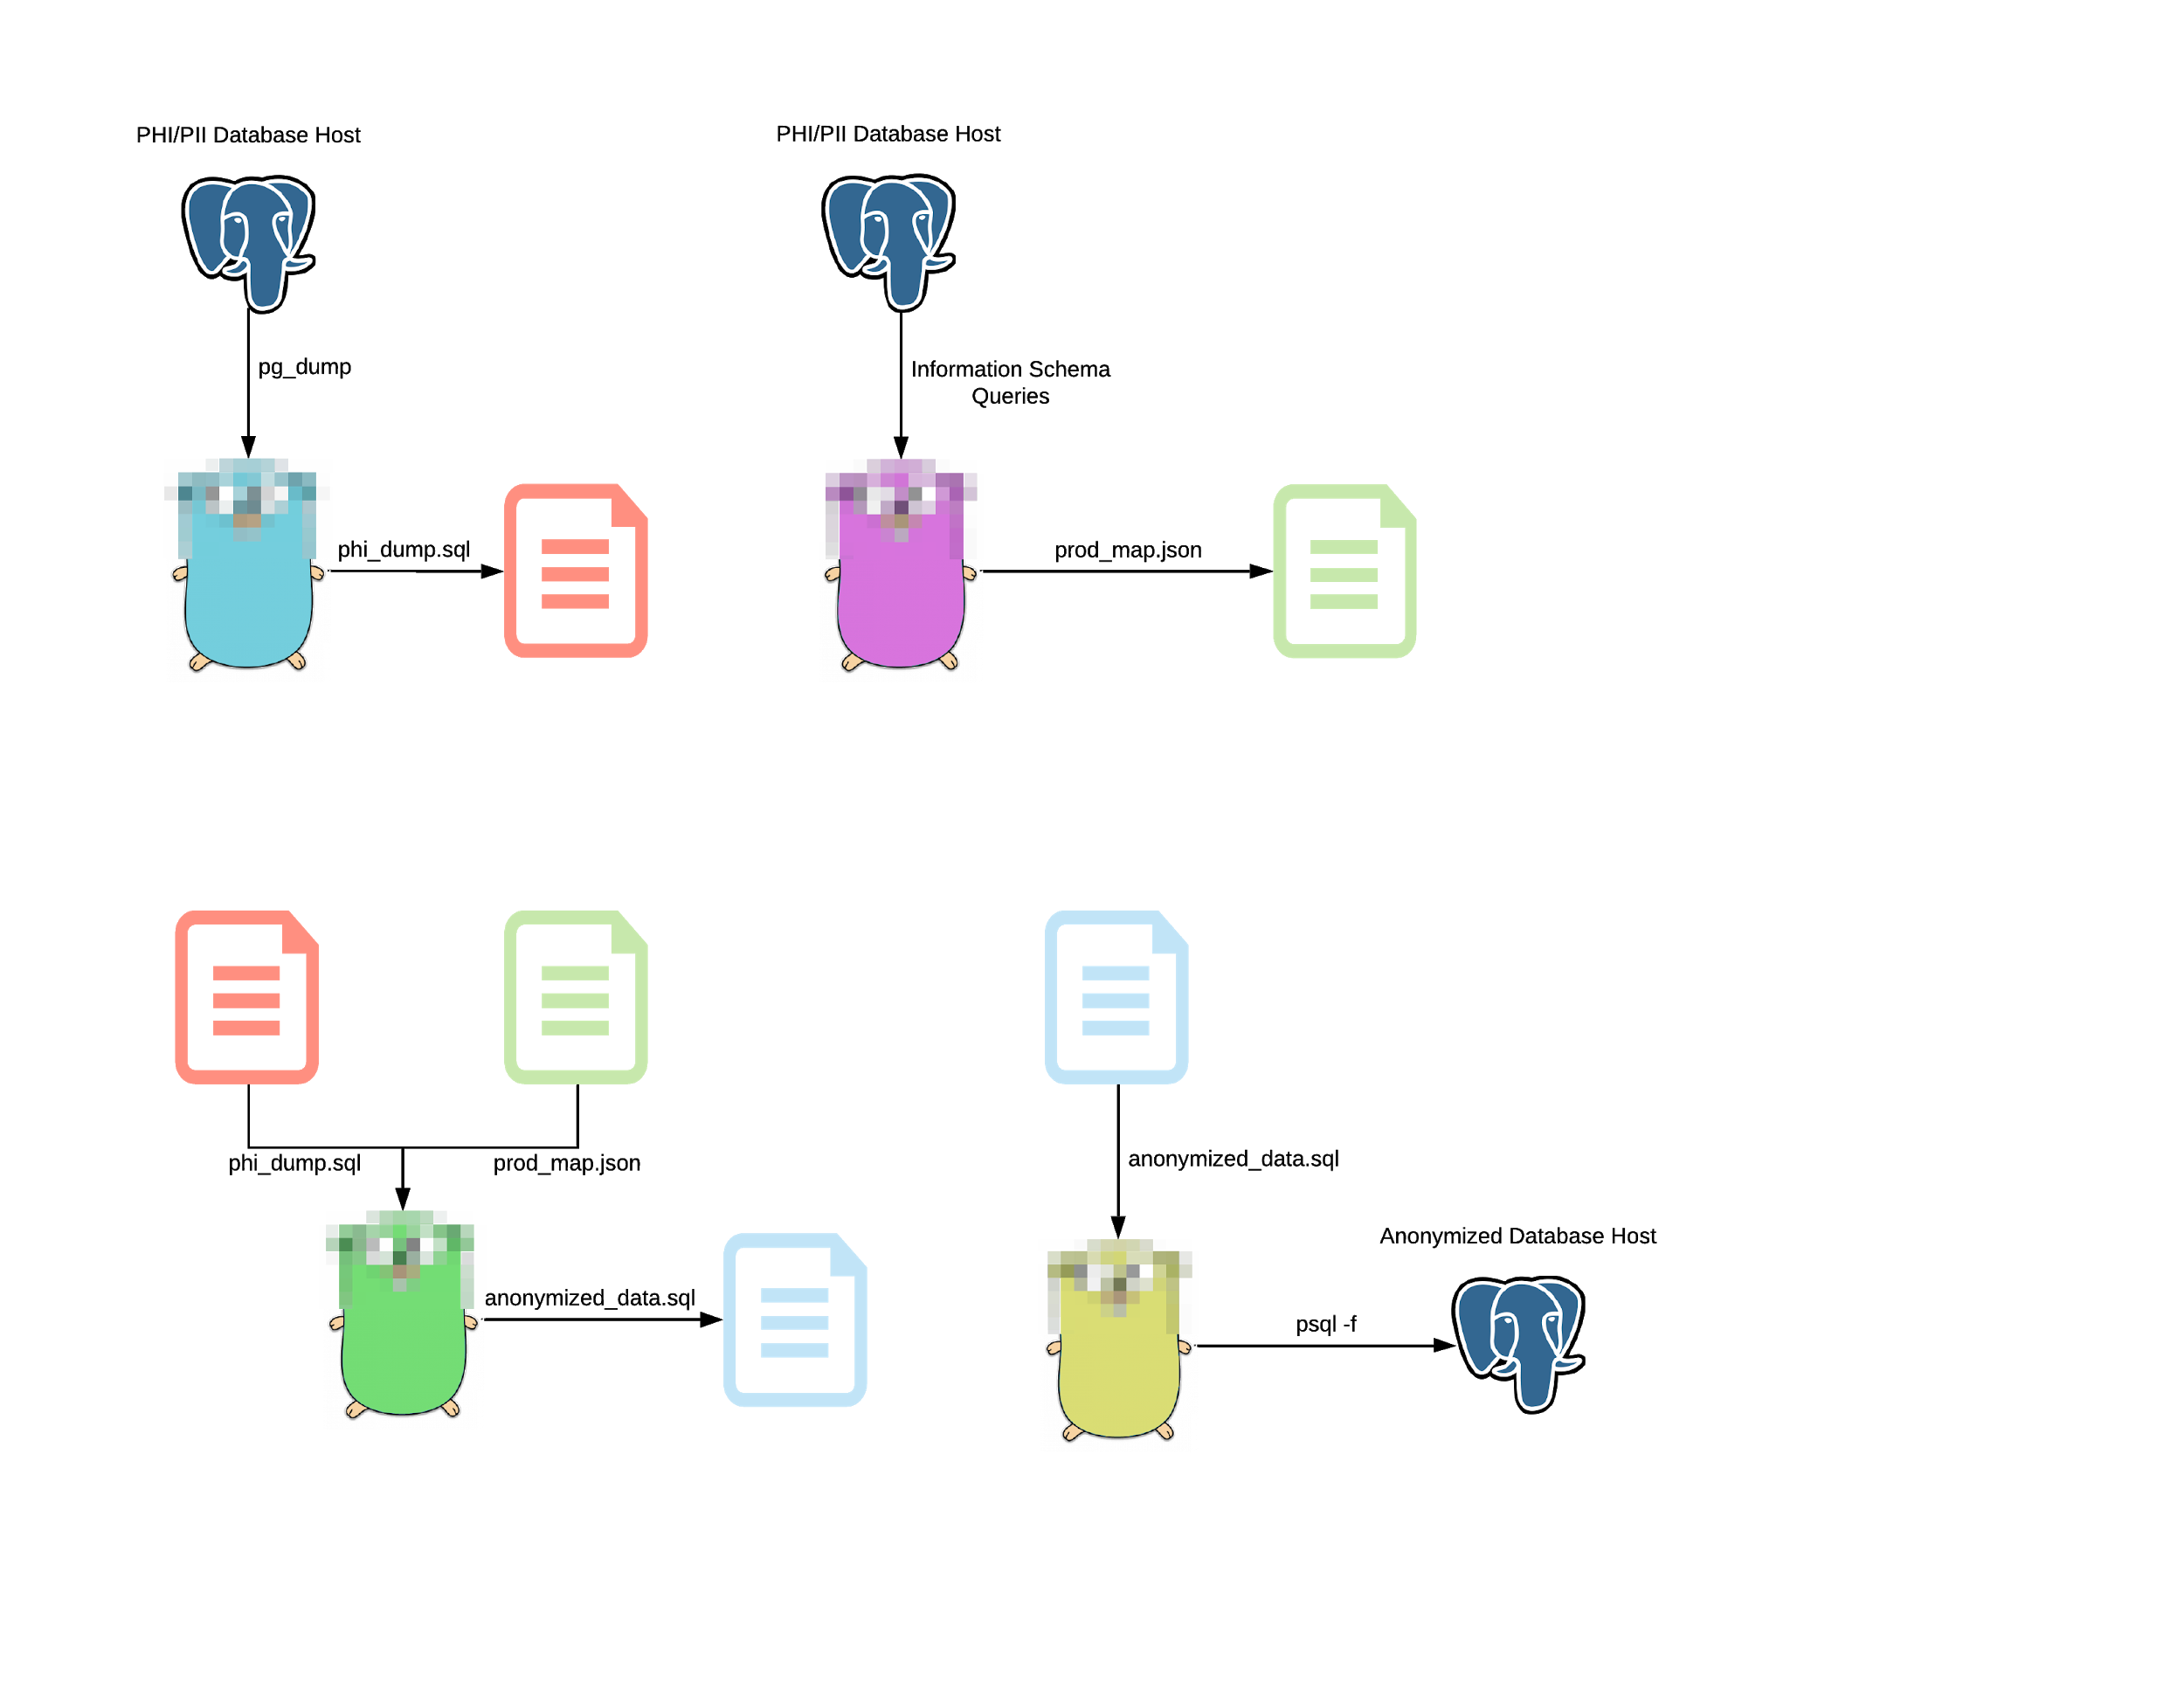 PHI/PII Database Host
PHI/PII Database Host
pg_dump
Information Schema
Queries
phi_dump.sql
prod_map.json
phi_dump.sql
prod_map.json
anonymized_data.sql
anonymized_data.sql
Anonymized Database Host
psql -f